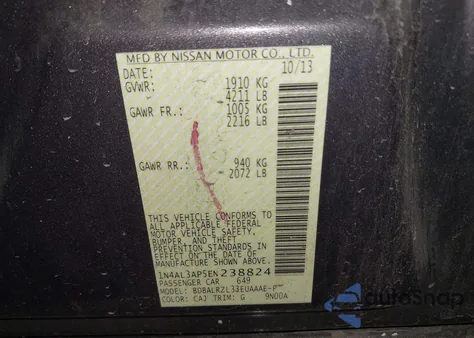 MFD BY NISSAN MOTOR CO., LTD.
DATE: 10/13
GVWR: 1910 KG
4211 LB
GAWR FR.: 1005 KG
2216 LB
GAWR RR.: 940 KG
2072 LB
THIS VEHICLE CONFORMS TO
ALL APPLICABLE FEDERAL
MOTOR VEHICLE SAFETY,
BUMPER, AND THEFT
PREVENTION STANDARDS IN
EFFECT ON THE DATE OF
MANUFACTURE SHOWN ABOVE.
1N4AL3AP5EN238824
PASSENGER CAR 649
MODEL: BDBALRZL33EUAAAE-P
COLOR: CAJ TRIM: G 9N00A
autoSnap